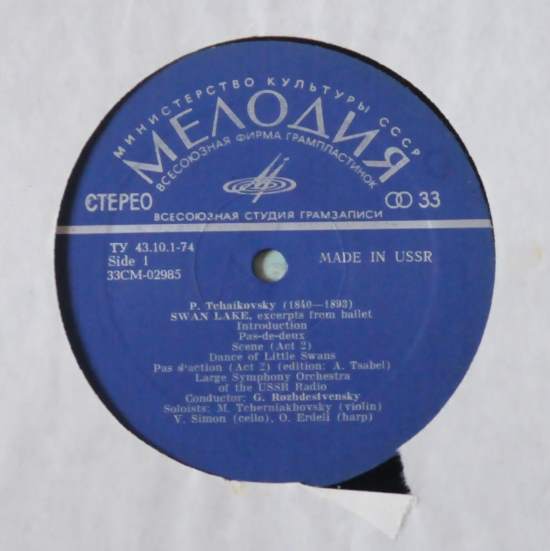 МИНИСТЕРСТВО КУЛЬТУРЫ СССР
МЕЛОДИЯ
ВСЕСОЮЗНАЯ ФИРМА ГРАМПЛАСТИНОК
СТЕРЕО
33
ВСЕСОЮЗНАЯ СТУДИЯ ГРАМЗАПИСИ
ТУ 43.10.1-74
Side 1
33СМ-02985
MADE IN USSR
P. Tchaikovsky (1840—1893)
SWAN LAKE, excerpts from ballet
Introduction
Pas-de-deux
Scene (Act 2)
Dance of Little Swans
Pas d'action (Act 2) (edition: A. Tsabel)
Large Symphony Orchestra
of the USSR Radio
Conductor: G. Rozhdestvensky
Soloists: M. Tcherniakhovsky (violin)
V. Simon (cello), O. Erdeli (harp)